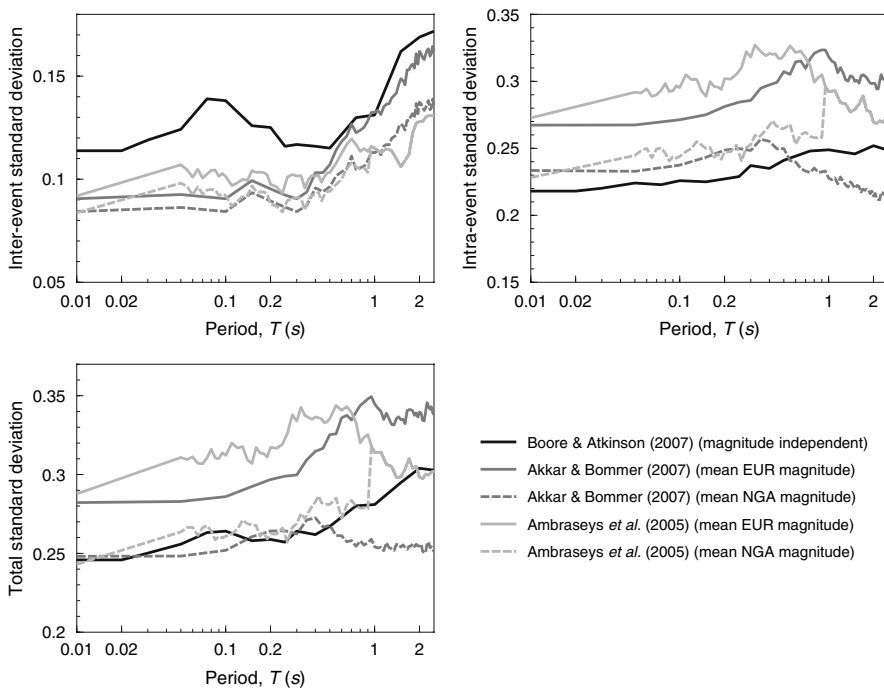 Inter-event standard deviation
0.15
0.1
0.05
0.01 0.02 0.1 0.2 1 2
Period, T (s)
Intra-event standard deviation
0.35
0.3
0.25
0.2
0.15
0.01 0.02 0.1 0.2 1 2
Period, T (s)
Total standard deviation
0.35
0.3
0.25
0.2
0.01 0.02 0.1 0.2 1 2
Period, T (s)
Boore & Atkinson (2007) (magnitude independent)
Akkar & Bommer (2007) (mean EUR magnitude)
Akkar & Bommer (2007) (mean NGA magnitude)
Ambraseys et al. (2005) (mean EUR magnitude)
Ambraseys et al. (2005) (mean NGA magnitude)